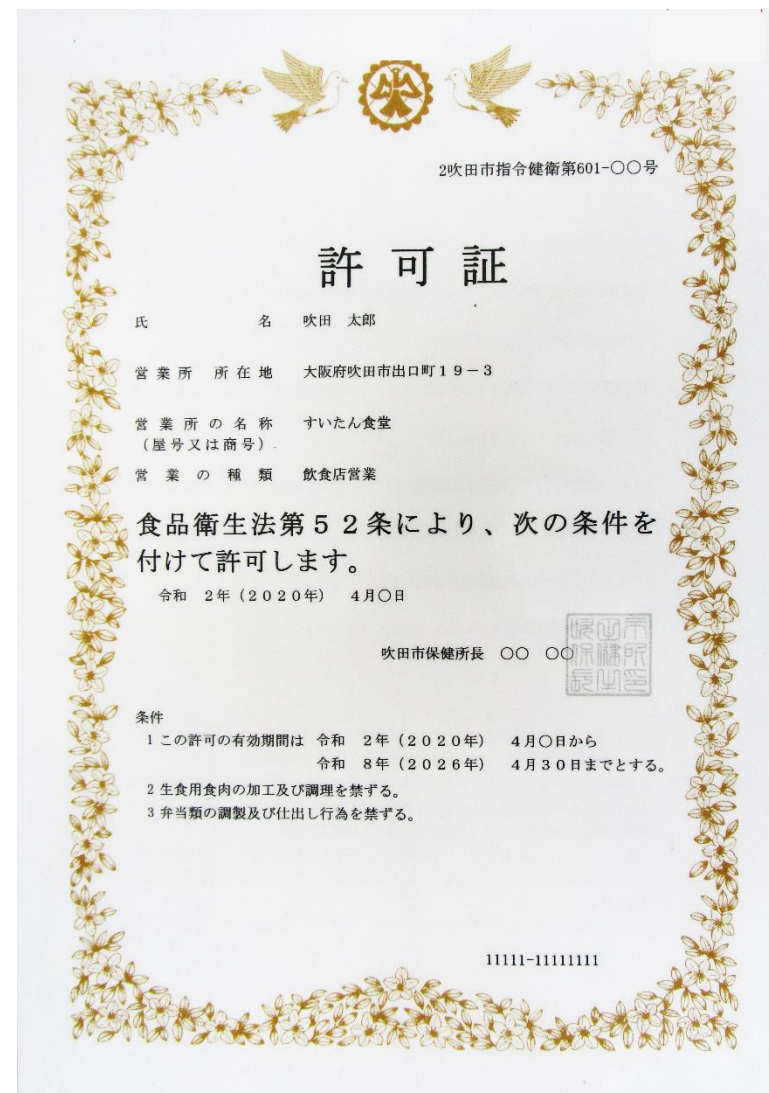 2吹田市指令健衛第601-〇〇号
許可証
氏名 吹田 太郎
営業所 所在地 大阪府吹田市出口町19-3
営業所の名称 すいたん食堂
(屋号又は商号)
営業の種類 飲食店営業
食品衛生法第52条により、次の条件を
付けて許可します。
令和 2年(2020年) 4月〇日
吹田市保健所長 〇〇 〇〇
条件
1 この許可の有効期間は 令和 2年(2020年) 4月〇日から
令和 8年(2026年) 4月30日までとする。
2 生食用食肉の加工及び調理を禁ずる。
3 弁当類の調製及び仕出し行為を禁ずる。
11111-11111111